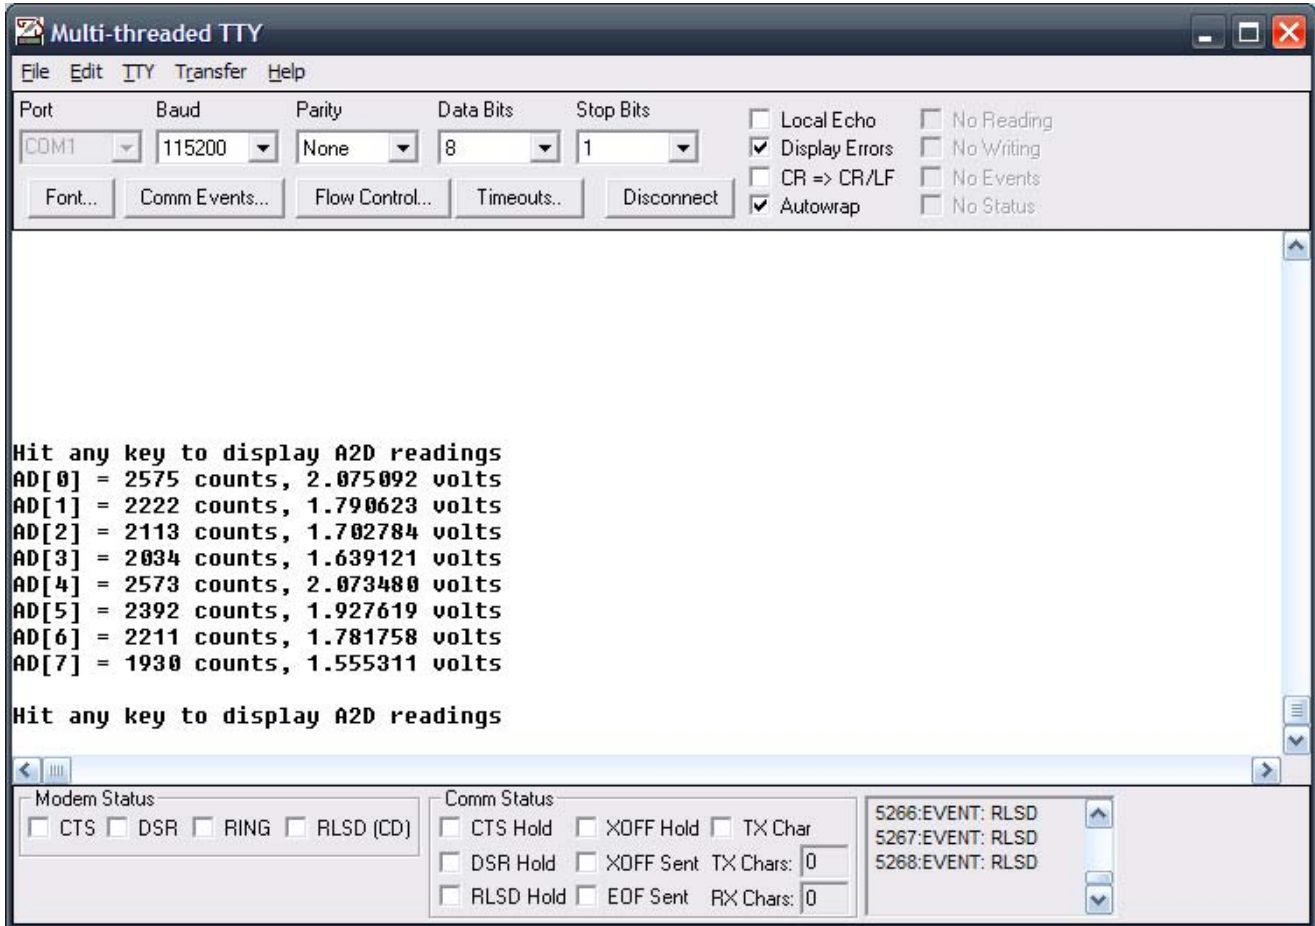 Multi-threaded TTY
File Edit TTY Transfer Help
Port Baud Parity Data Bits Stop Bits
COM1 115200 None 8 1
Local Echo No Reading
Display Errors No Writing
CR => CR/LF No Events
Autowrap No Status
Font... Comm Events... Flow Control... Timeouts.. Disconnect
Hit any key to display A2D readings
AD[0] = 2575 counts, 2.075092 volts
AD[1] = 2222 counts, 1.790623 volts
AD[2] = 2113 counts, 1.702784 volts
AD[3] = 2034 counts, 1.639121 volts
AD[4] = 2573 counts, 2.073480 volts
AD[5] = 2392 counts, 1.927619 volts
AD[6] = 2211 counts, 1.781758 volts
AD[7] = 1930 counts, 1.555311 volts
Hit any key to display A2D readings
Modem Status
CTS DSR RING RLSD (CD)
Comm Status
CTS Hold XOFF Hold TX Char
DSR Hold XOFF Sent TX Chars: 0
RLSD Hold EOF Sent RX Chars: 0
5266:EVENT: RLSD
5267:EVENT: RLSD
5268:EVENT: RLSD